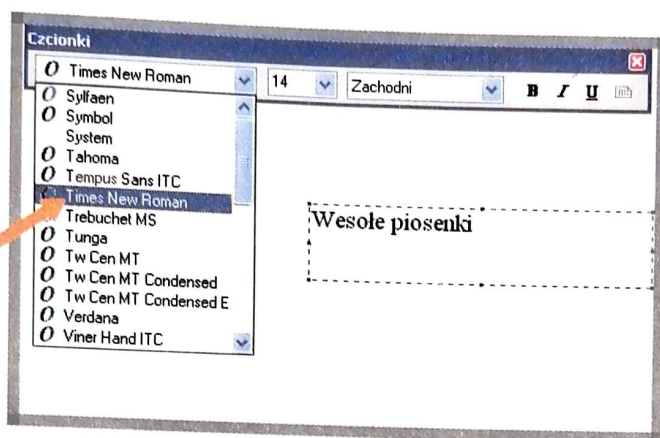 Czcionki
Times New Roman 14 Zachodni B I U
Sylfaen
Symbol
System
Tahoma
Tempus Sans ITC
Times New Roman
Trebuchet MS
Tunga
Tw Cen MT
Tw Cen MT Condensed
Tw Cen MT Condensed E
Verdana
Viner Hand ITC
Wesołe piosenki